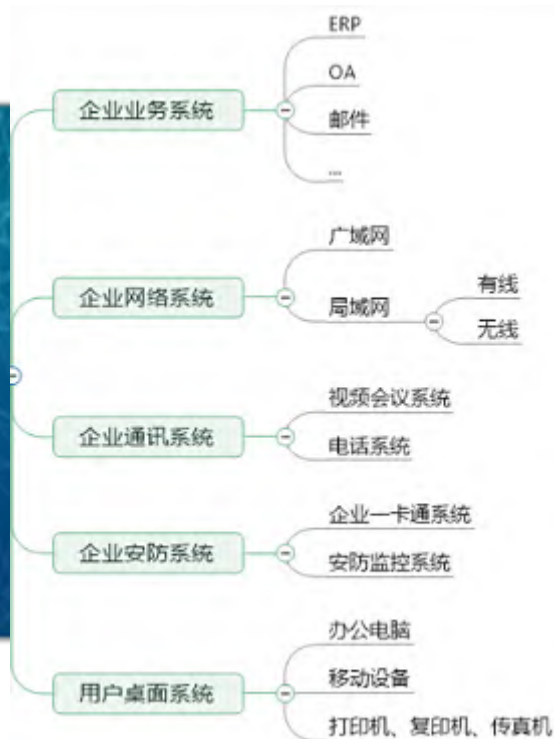 企业业务系统
ERP
OA
邮件
...
企业网络系统
广域网
局域网
有线
无线
企业通讯系统
视频会议系统
电话系统
企业安防系统
企业一卡通系统
安防监控系统
用户桌面系统
办公电脑
移动设备
打印机、复印机、传真机